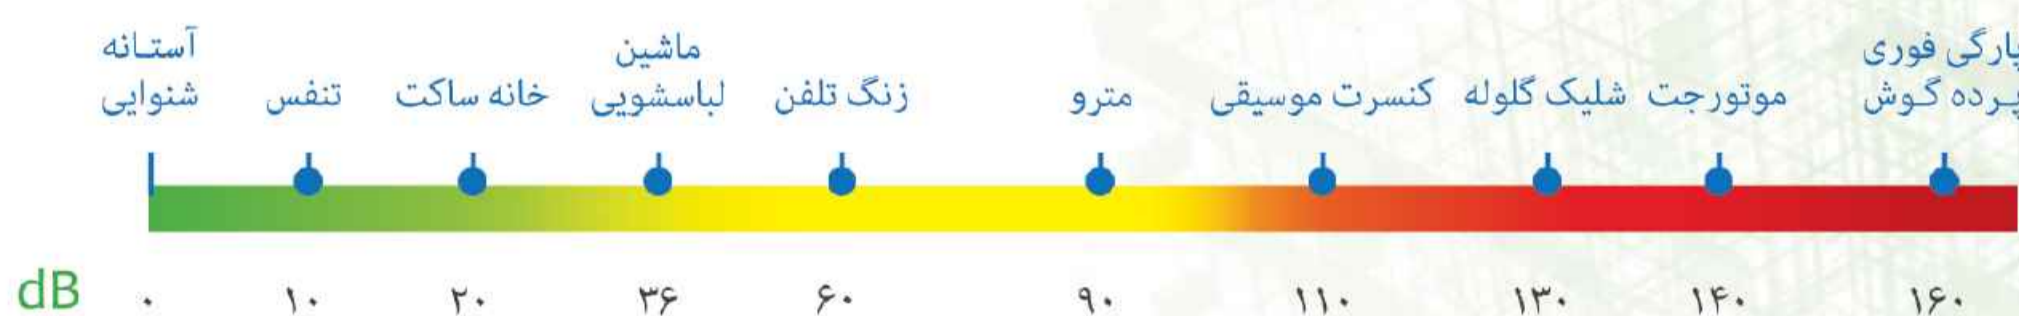 آستانه
شنوایی
تنفس
خانه ساکت
ماشین
لباسشویی
زنگ تلفن
مترو
کنسرت موسیقی
شلیک گلوله
موتورجت
پارگی فوری
پرده گوش
dB ۰ ۱۰ ۲۰ ۳۶ ۶۰ ۹۰ ۱۱۰ ۱۳۰ ۱۴۰ ۱۶۰